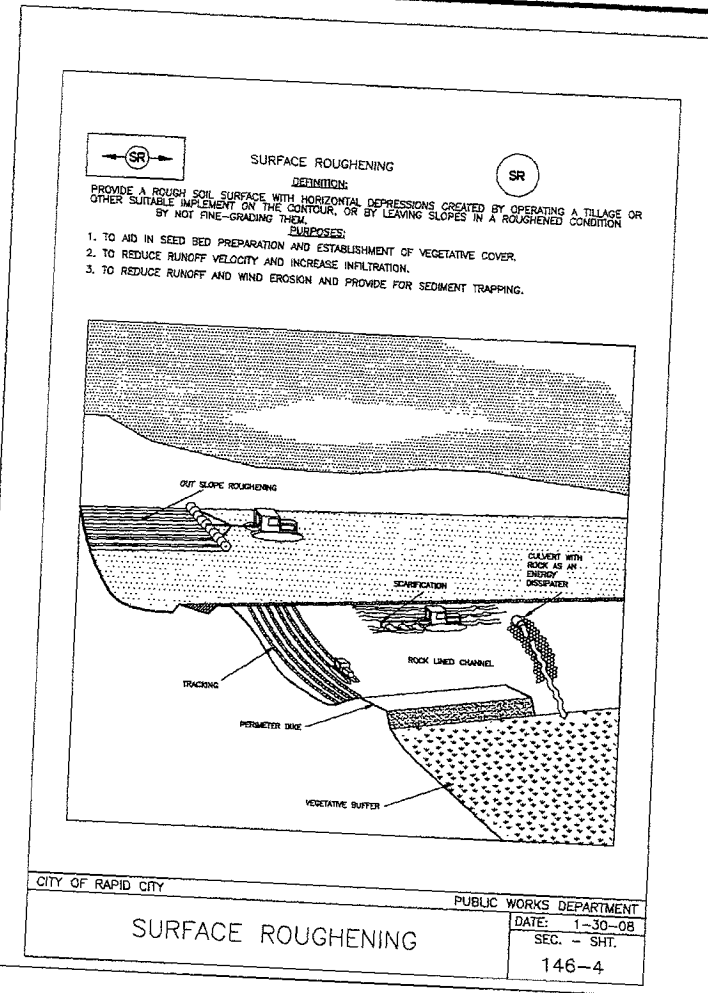 SR
SURFACE ROUGHENING
SR
DEFINITION:
PROVIDE A ROUGH SOIL SURFACE WITH HORIZONTAL DEPRESSIONS CREATED BY OPERATING A TILLAGE OR
OTHER SUITABLE IMPLEMENT ON THE CONTOUR, OR BY LEAVING SLOPES IN A ROUGHENED CONDITION
BY NOT FINE-GRADING THEM.
PURPOSES:
1. TO AID IN SEED BED PREPARATION AND ESTABLISHMENT OF VEGETATIVE COVER.
2. TO REDUCE RUNOFF VELOCITY AND INCREASE INFILTRATION.
3. TO REDUCE RUNOFF AND WIND EROSION AND PROVIDE FOR SEDIMENT TRAPPING.
SLOPE ROUGHENING
CULVERT WITH
ROCK AS AN
ENERGY
DISSIPATER
SCARIFICATION
ROCK LINED CHANNEL
TRACKING
PERIMETER DIKE
VEGETATIVE BUFFER
CITY OF RAPID CITY
PUBLIC WORKS DEPARTMENT
SURFACE ROUGHENING
DATE: 1-30-08
SEC. - SHT.
146-4